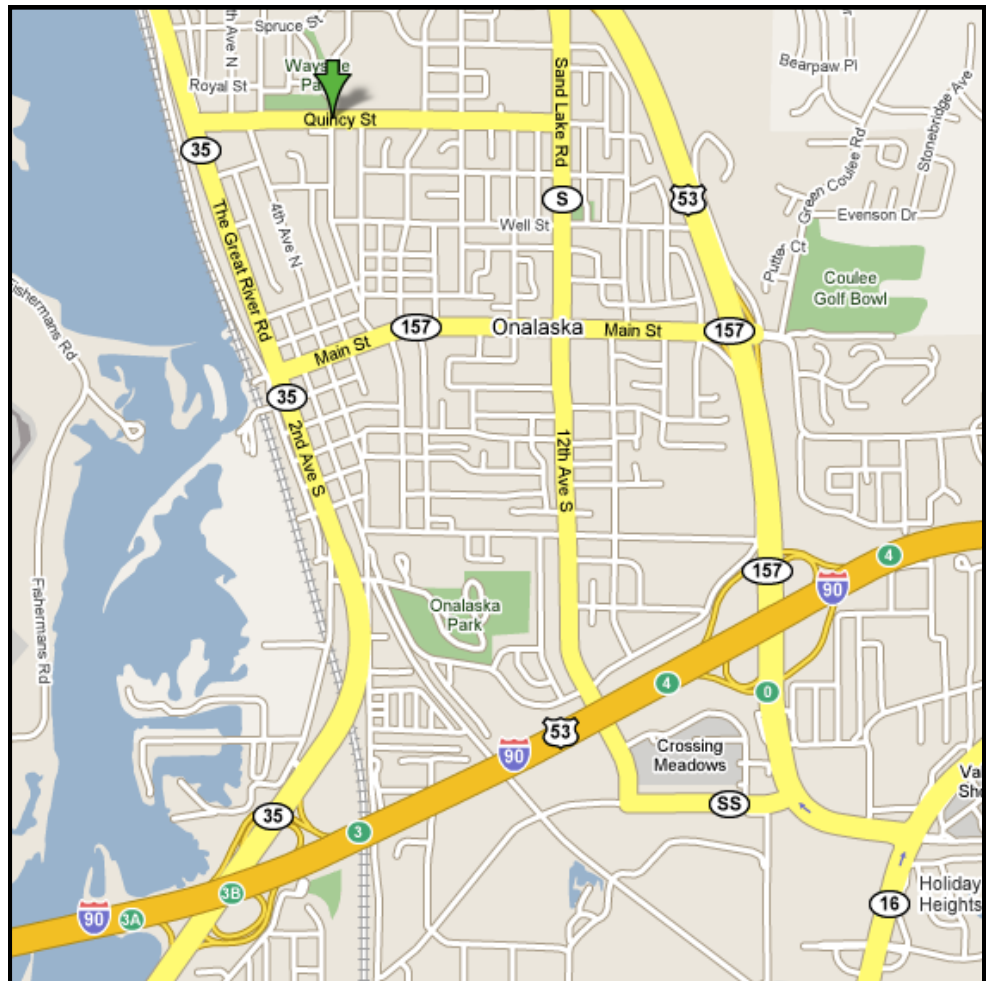 Spruce St
4th Ave N
Royal St
Bearpaw Pl
Stonebridge Ave
Sand Lake Rd
Quincy St
35
Green Coulee Rd
53
S
Evenson Dr
Well St
4th Ave N
The Great River Rd
Putter Ct
Coulee
Golf Bowl
Fishermans Rd
157
Onalaska
Main St
157
Main St
35
2nd Ave S
12th Ave S
4
157
90
Fishermans Rd
Onalaska
Park
4
0
53
90
Crossing
Meadows
SS
35
3
3B
3A
90
16
Holiday
Heights